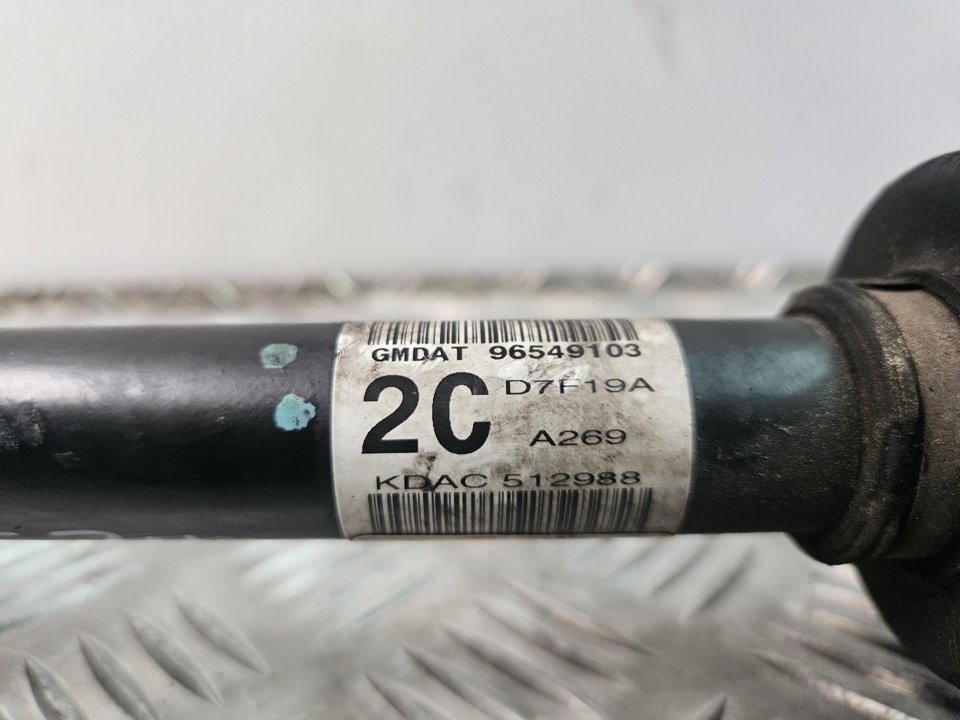 GMDAT 96549103
2C
D7F19A
A269
KDAC 512988